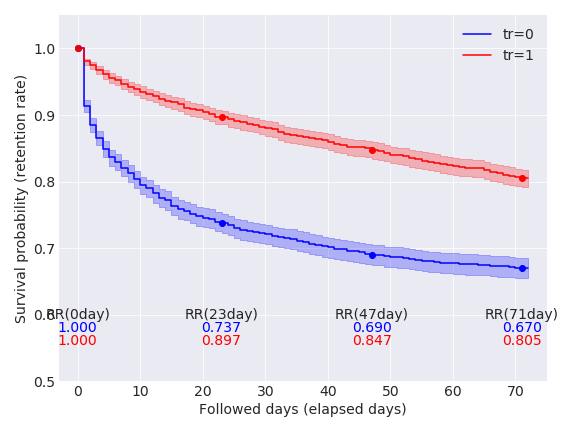 tr=0
tr=1
Survival probability (retention rate)
1.0
0.9
0.8
0.7
0.6
0.5
RR(0day) RR(23day) RR(47day) RR(71day)
1.000 0.737 0.690 0.670
1.000 0.897 0.847 0.805
0 10 20 30 40 50 60 70
Followed days (elapsed days)